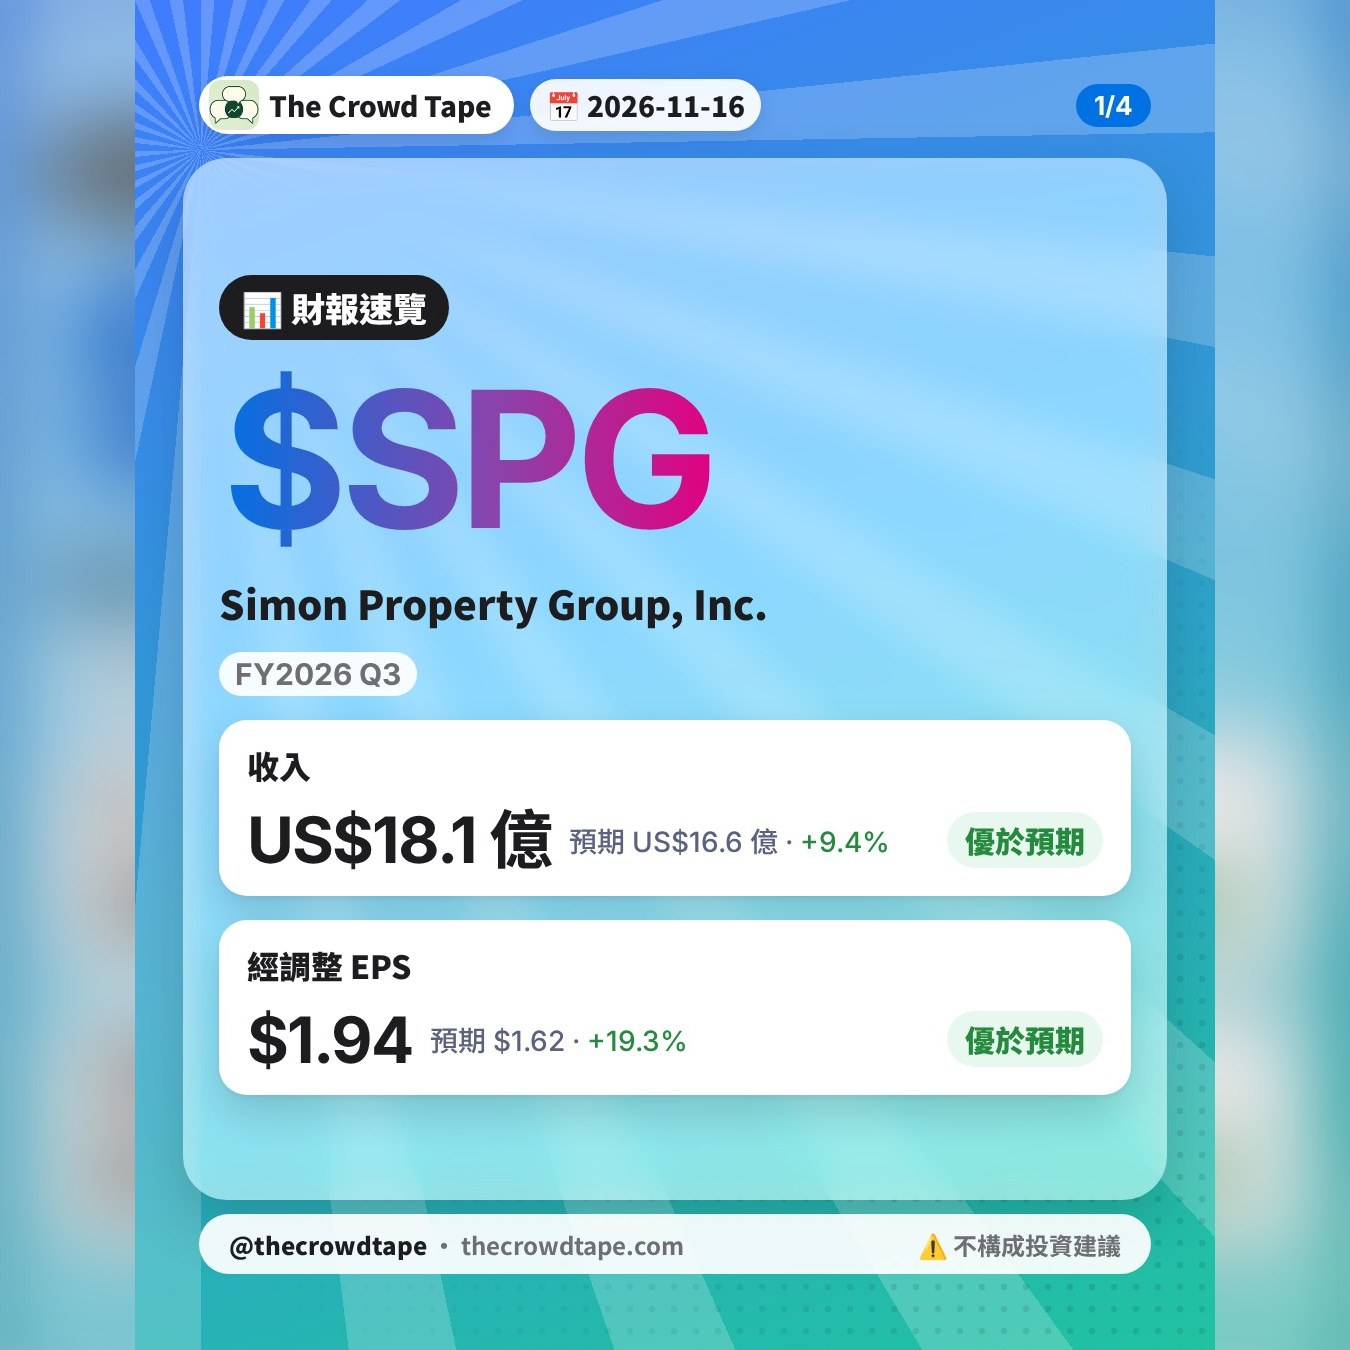 The Crowd Tape
July 17 2026-11-16
1/4
財報速覽
$SPG
Simon Property Group, Inc.
FY2026 Q3
收入
US$18.1 億 預期 US$16.6 億 · +9.4% 優於預期
經調整 EPS
$1.94 預期 $1.62 · +19.3% 優於預期
@thecrowdtape • thecrowdtape.com
不構成投資建議